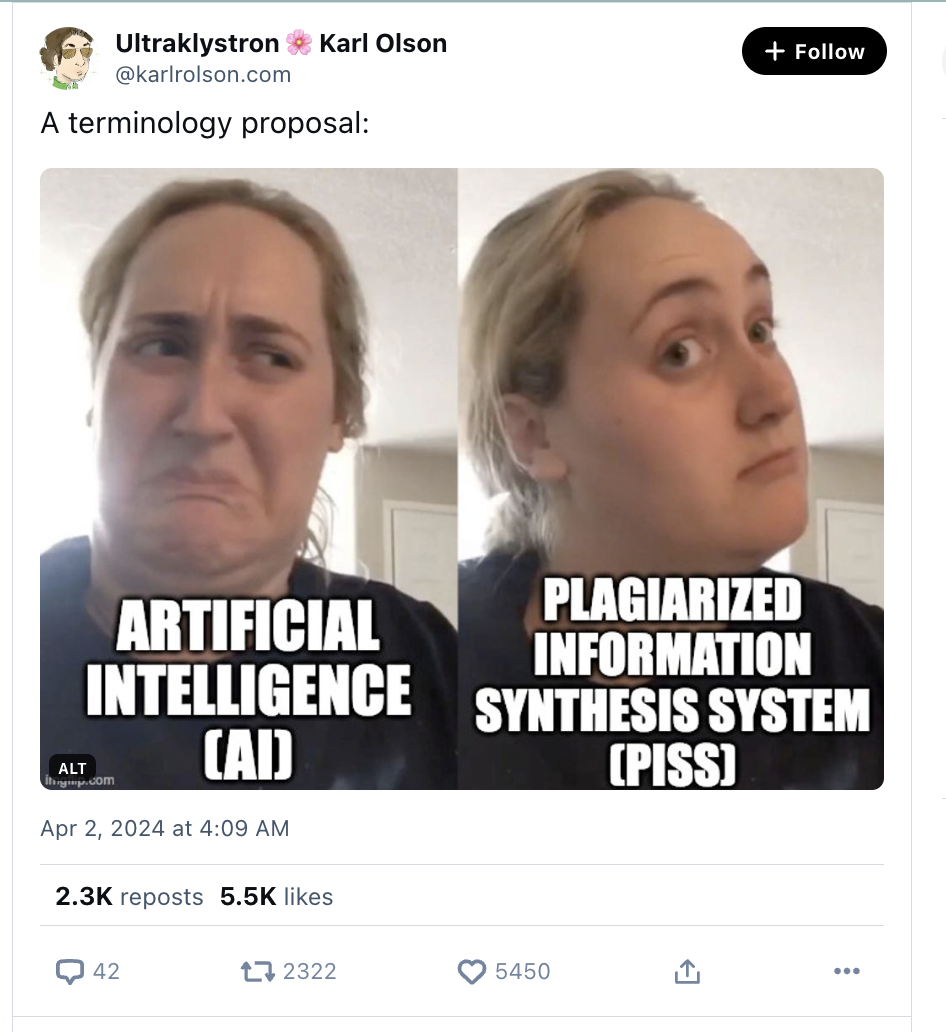 Ultraklystron 🌸 Karl Olson
@karlrolson.com
+ Follow
A terminology proposal:
ARTIFICIAL
INTELLIGENCE
(AI)
PLAGIARIZED
INFORMATION
SYNTHESIS SYSTEM
(PISS)
ALT
imgflip.com
Apr 2, 2024 at 4:09 AM
2.3K reposts 5.5K likes
42 2322 5450